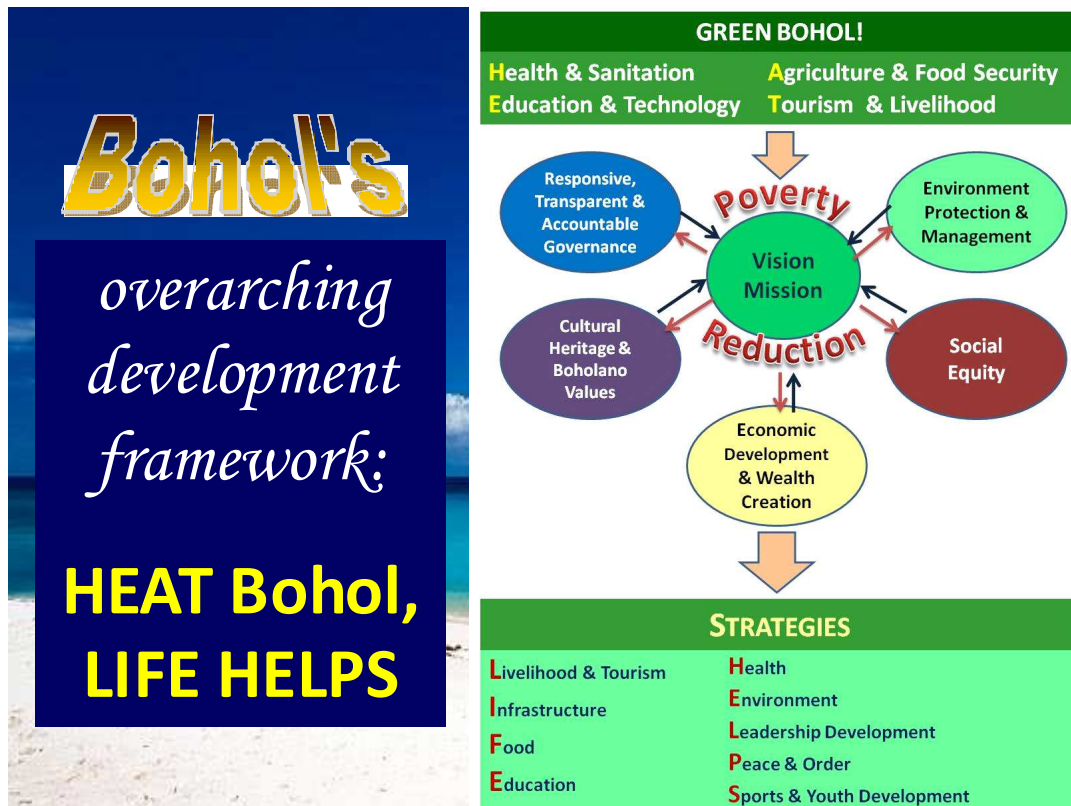 Bohol's
overarching
development
framework:
HEAT Bohol,
LIFE HELPS
GREEN BOHOL!
Health & Sanitation
Education & Technology
Agriculture & Food Security
Tourism & Livelihood
Responsive,
Transparent &
Accountable
Governance
Poverty
Vision
Mission
Reduction
Environment
Protection &
Management
Cultural
Heritage &
Boholano
Values
Social
Equity
Economic
Development
& Wealth
Creation
STRATEGIES
Livelihood & Tourism
Infrastructure
Food
Education
Health
Environment
Leadership Development
Peace & Order
Sports & Youth Development